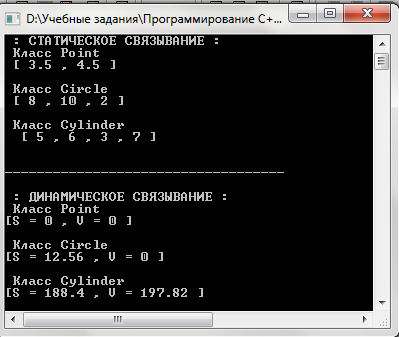 D:\Учебные задания\Программирование C+...
: СТАТИЧЕСКОЕ СВЯЗЫВАНИЕ :
Класс Point
[ 3.5 , 4.5 ]
Класс Circle
[ 8 , 10 , 2 ]
Класс Cylinder
[ 5 , 6 , 3 , 7 ]
___________________________________
: ДИНАМИЧЕСКОЕ СВЯЗЫВАНИЕ :
Класс Point
[S = 0 , V = 0 ]
Класс Circle
[S = 12.56 , V = 0 ]
Класс Cylinder
[S = 188.4 , V = 197.82 ]